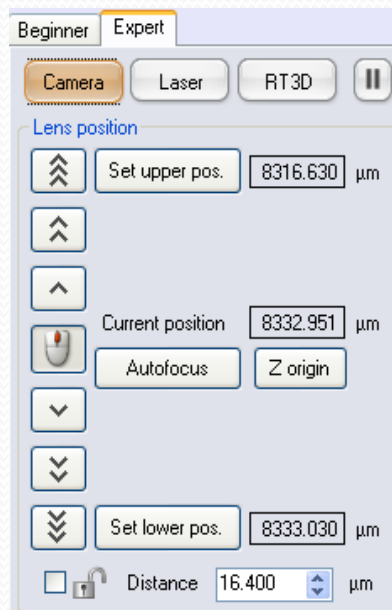 Beginner Expert
Camera Laser RT3D
Lens position
Set upper pos. 8316.630 µm
Current position 8332.951 µm
Autofocus Z origin
Set lower pos. 8333.030 µm
Distance 16.400 µm